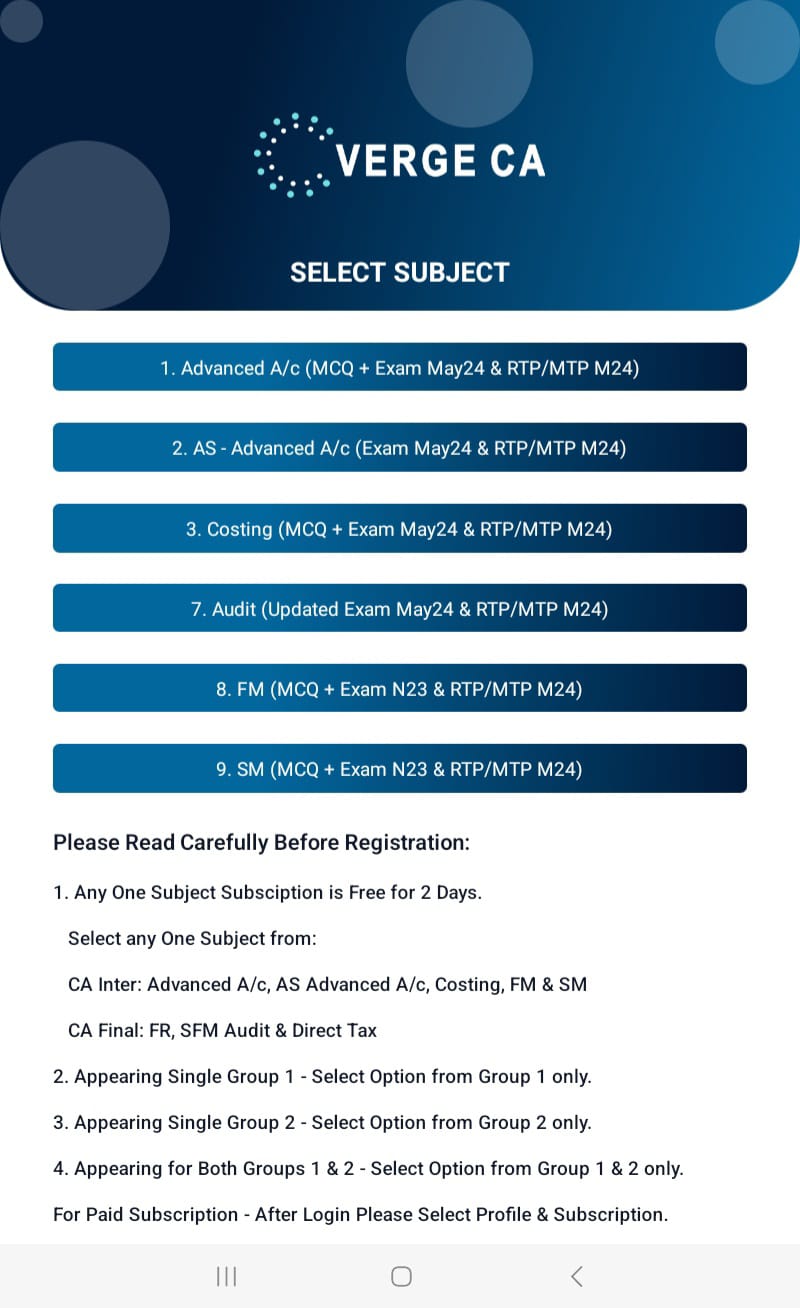 VERGE CA
SELECT SUBJECT
1. Advanced A/c (MCQ + Exam May24 & RTP/MTP M24)
2. AS - Advanced A/c (Exam May24 & RTP/MTP M24)
3. Costing (MCQ + Exam May24 & RTP/MTP M24)
7. Audit (Updated Exam May24 & RTP/MTP M24)
8. FM (MCQ + Exam N23 & RTP/MTP M24)
9. SM (MCQ + Exam N23 & RTP/MTP M24)
Please Read Carefully Before Registration:
1. Any One Subject Subsciption is Free for 2 Days.
Select any One Subject from:
CA Inter: Advanced A/c, AS Advanced A/c, Costing, FM & SM
CA Final: FR, SFM Audit & Direct Tax
2. Appearing Single Group 1 - Select Option from Group 1 only.
3. Appearing Single Group 2 - Select Option from Group 2 only.
4. Appearing for Both Groups 1 & 2 - Select Option from Group 1 & 2 only.
For Paid Subscription - After Login Please Select Profile & Subscription.